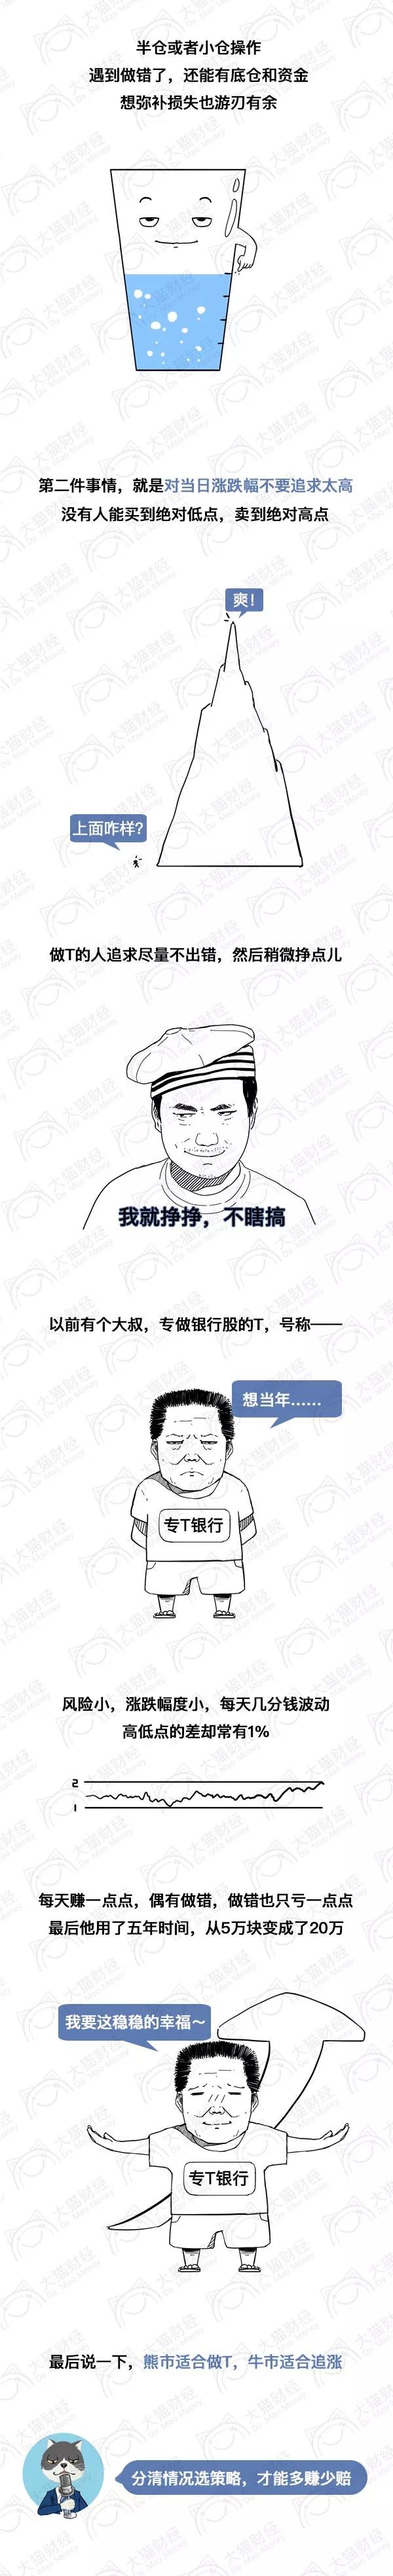 半仓或者小仓操作
遇到做错了，还能有底仓和资金
想弥补损失也游刃有余
第二件事情，就是对当日涨跌幅不要追求太高
没有人能买到绝对低点，卖到绝对高点
爽！
上面咋样？
做T的人追求尽量不出错，然后稍微挣点儿
我就挣挣，不瞎搞
以前有个大叔，专做银行股的T，号称——
想当年……
专T银行
风险小，涨跌幅度小，每天几分钱波动
高低点的差却常有1%
2
1
每天赚一点点，偶有做错，做错也只亏一点点
最后他用了五年时间，从5万块变成了20万
我要这稳稳的幸福～
专T银行
最后说一下，熊市适合做T，牛市适合追涨
分清情况选策略，才能多赚少赔
大猫财经
Da Mao Money